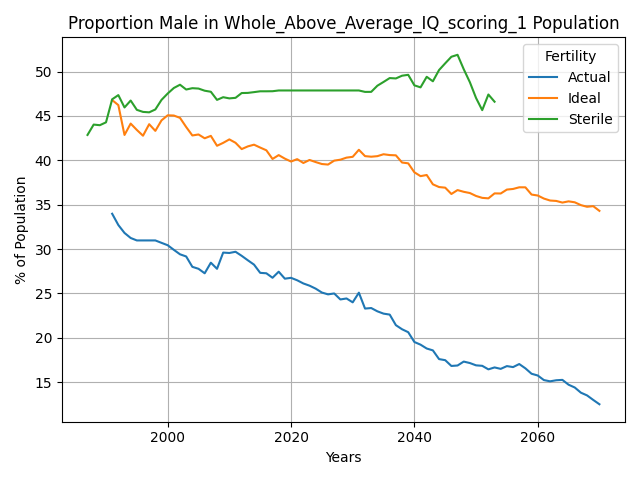 Proportion Male in Whole_Above_Average_IQ_scoring_1 Population
Fertility
Actual
Ideal
Sterile
% of Population
50
45
40
35
30
25
20
15
2000
2020
2040
2060
Years